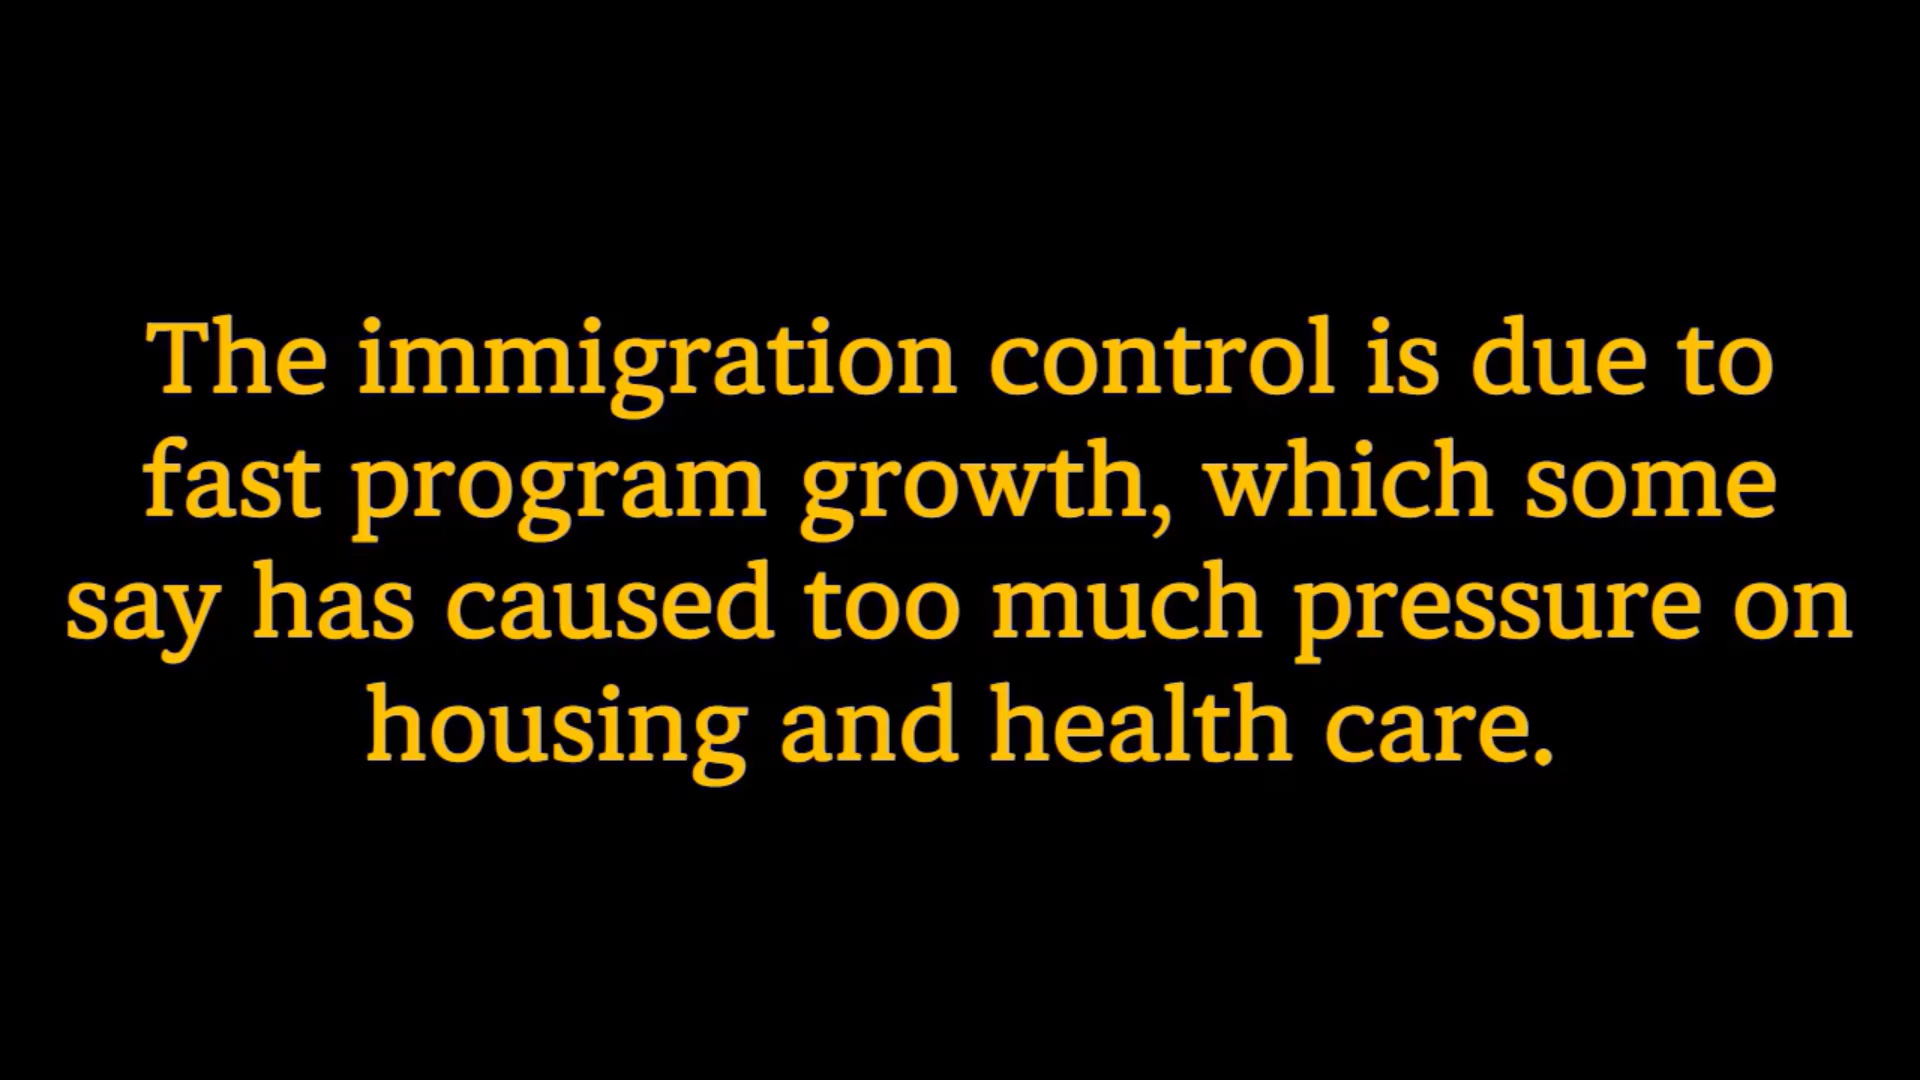 The immigration control is due to
fast program growth, which some
say has caused too much pressure on
housing and health care.